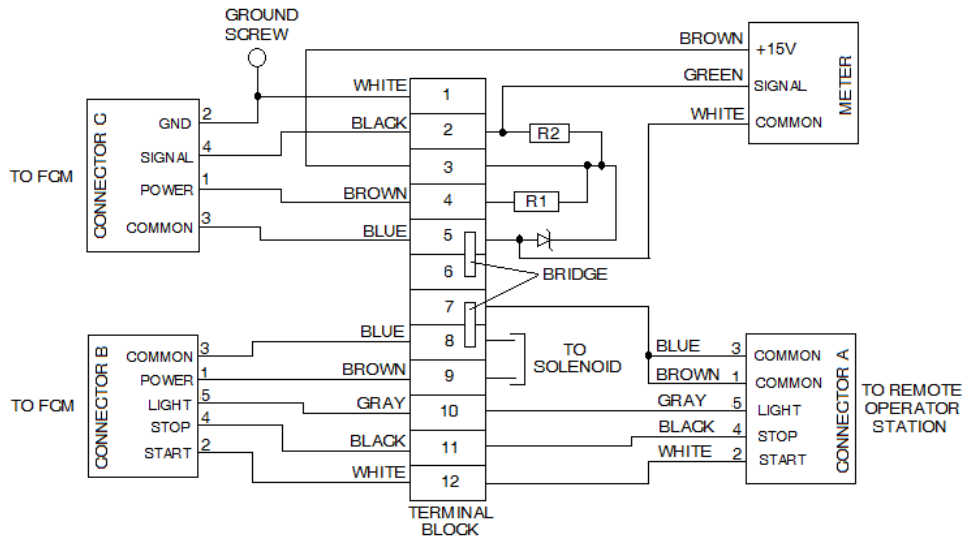 GROUND
SCREW
BROWN
+15V
GREEN
SIGNAL
WHITE
COMMON
METER
WHITE
1
2
GND
BLACK
2
R2
4
SIGNAL
3
TO FCM
CONNECTOR C
1
POWER
BROWN
4
R1
3
COMMON
BLUE
5
6
BRIDGE
7
BLUE
8
TO
SOLENOID
BLUE
3
COMMON
CONNECTOR B
COMMON
3
POWER
1
BROWN
9
BROWN
1
COMMON
TO FCM
LIGHT
5
GRAY
10
GRAY
5
LIGHT
CONNECTOR A
TO REMOTE
OPERATOR
STATION
STOP
4
BLACK
11
BLACK
4
STOP
START
2
WHITE
12
WHITE
2
START
TERMINAL
BLOCK